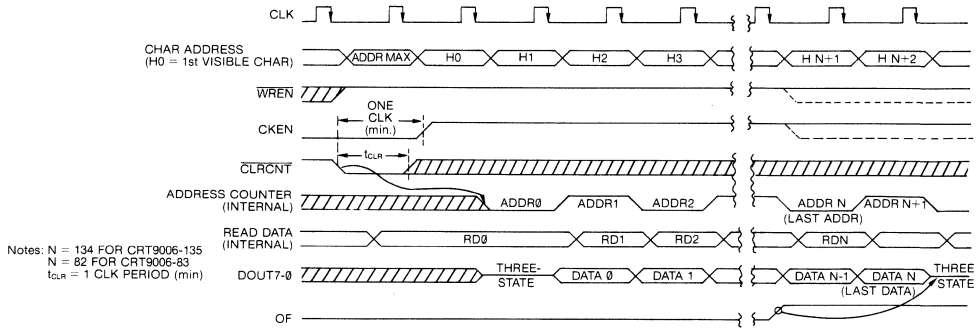 CLK
CHAR ADDRESS
(H0 = 1st VISIBLE CHAR)
ADDR MAX H0 H1 H2 H3 H N+1 H N+2
WREN
ONE
CLK
(min.)
CKEN
tCLR
CLRCNT
ADDRESS COUNTER
(INTERNAL)
ADDRØ ADDR1 ADDR2 ADDR N ADDR N+1
(LAST ADDR)
READ DATA
(INTERNAL)
RDØ RD1 RD2 RDN
Notes: N = 134 FOR CRT9006-135
N = 82 FOR CRT9006-83
tCLR = 1 CLK PERIOD (min)
DOUT7-0
THREE-
STATE
DATA Ø DATA 1 DATA N-1 DATA N
(LAST DATA)
THREE
STATE
OF